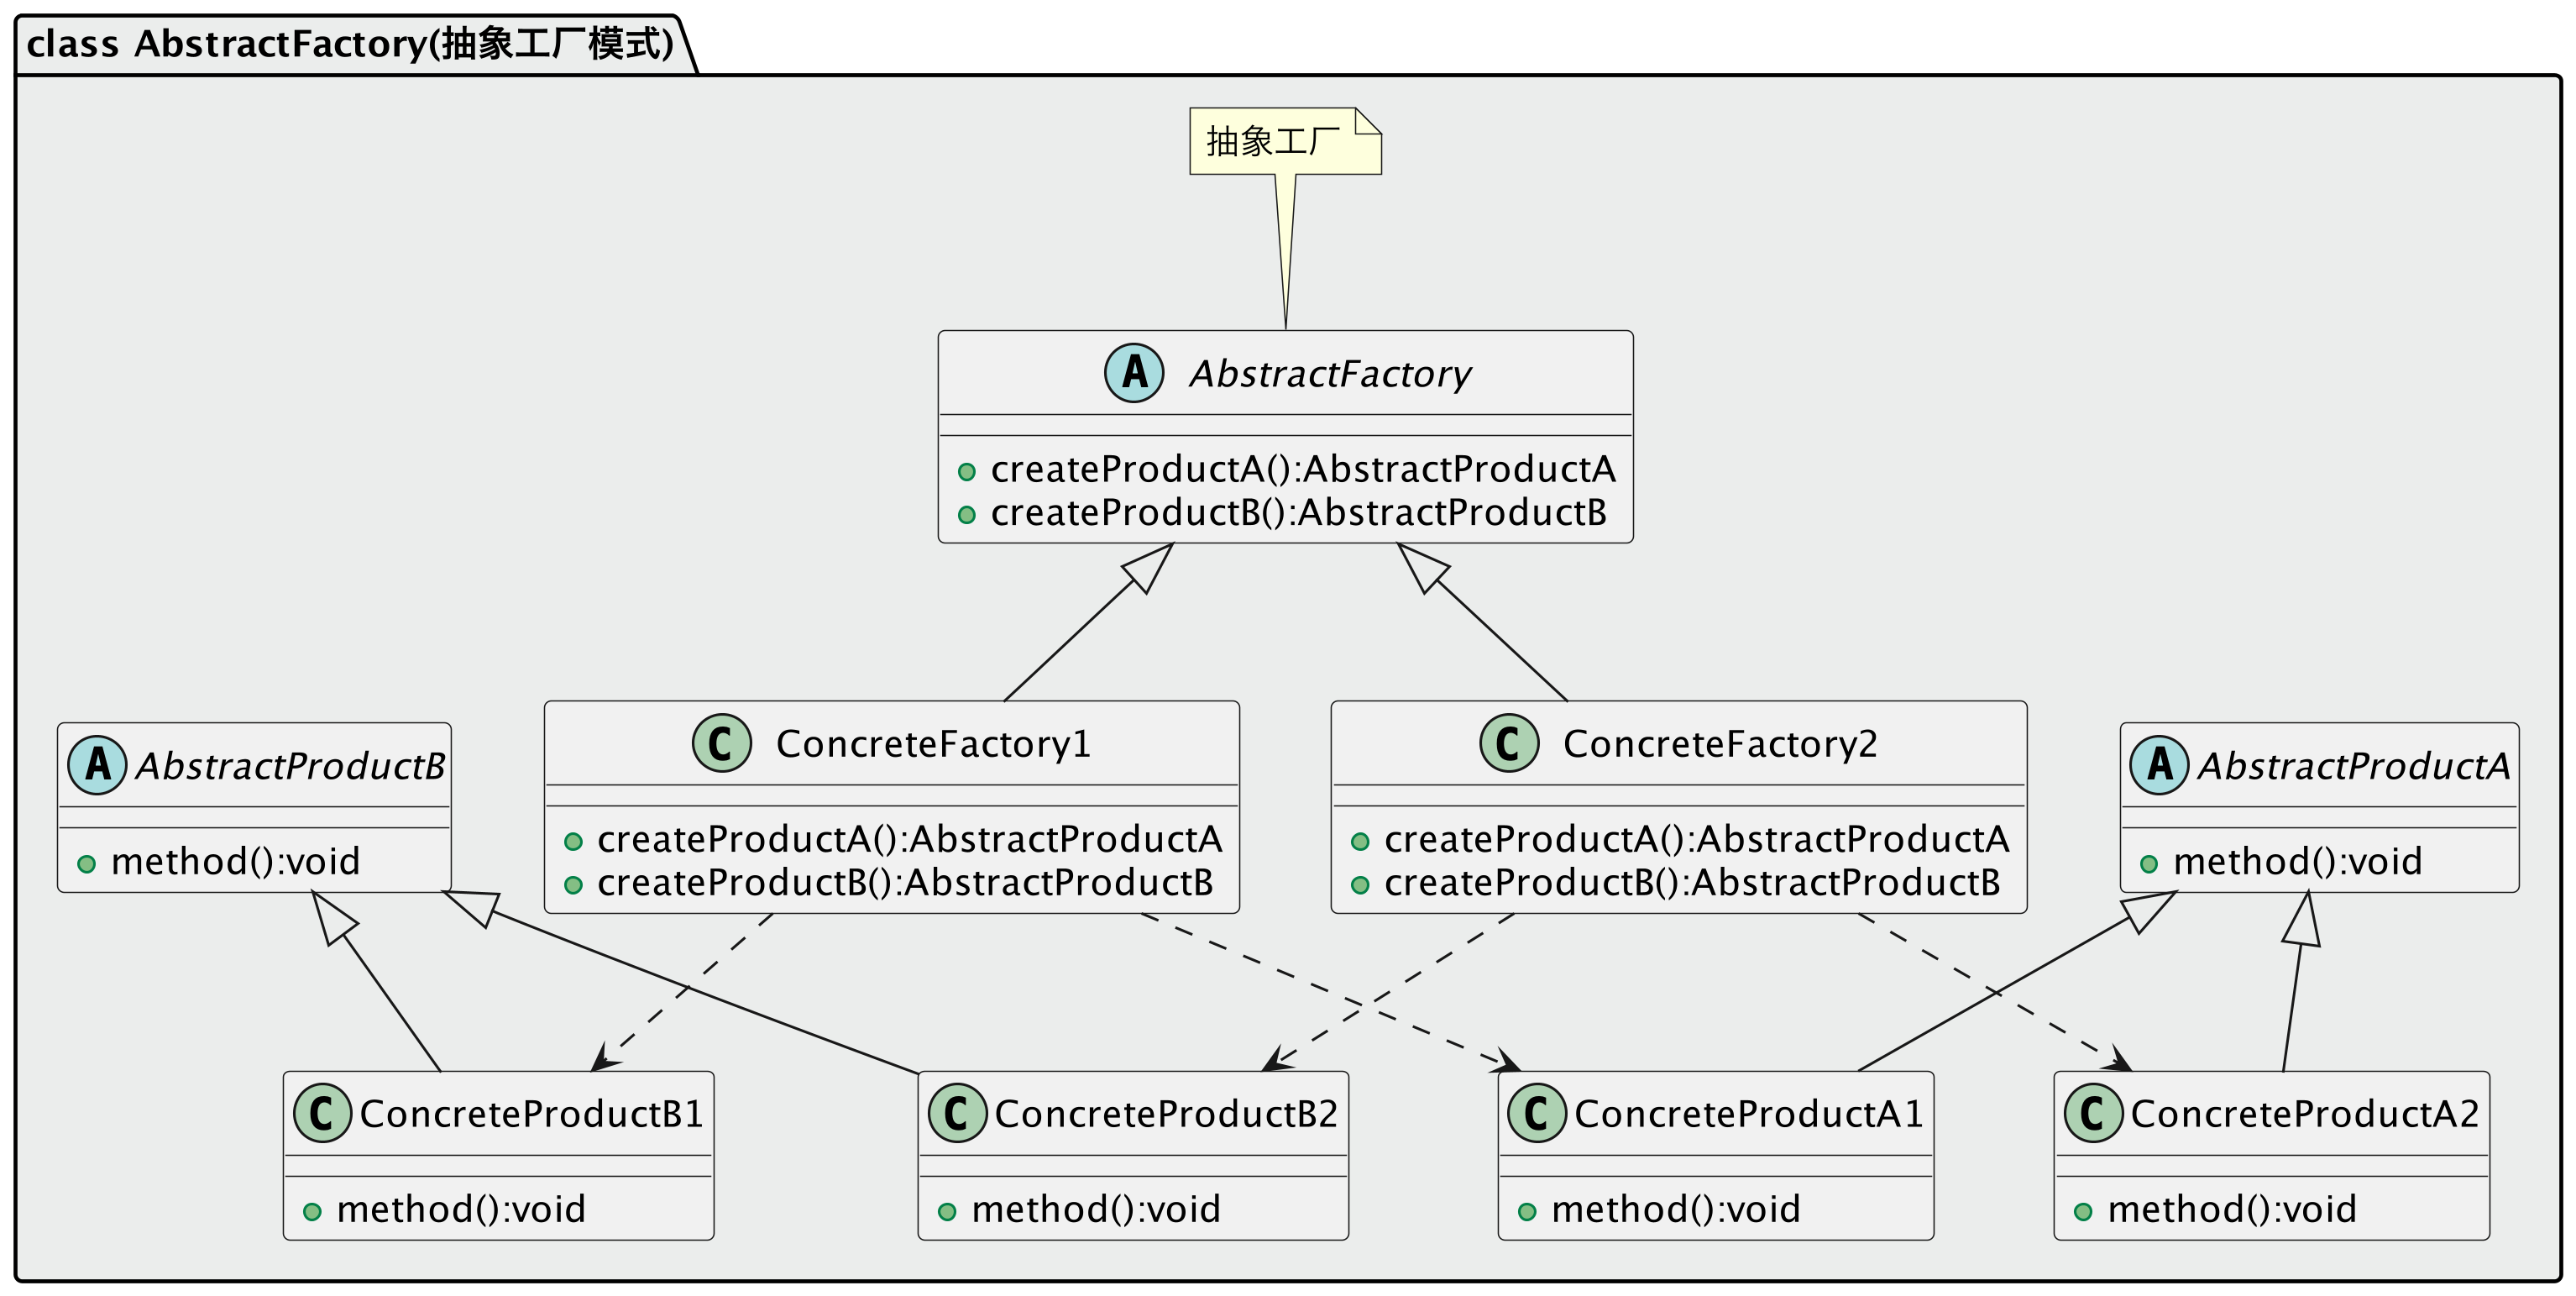 class AbstractFactory(抽象工厂模式)
抽象工厂
A AbstractFactory
createProductA():AbstractProductA
createProductB():AbstractProductB
A AbstractProductB
method():void
C ConcreteFactory1
createProductA():AbstractProductA
createProductB():AbstractProductB
C ConcreteFactory2
createProductA():AbstractProductA
createProductB():AbstractProductB
A AbstractProductA
method():void
C ConcreteProductB1
method():void
C ConcreteProductB2
method():void
C ConcreteProductA1
method():void
C ConcreteProductA2
method():void